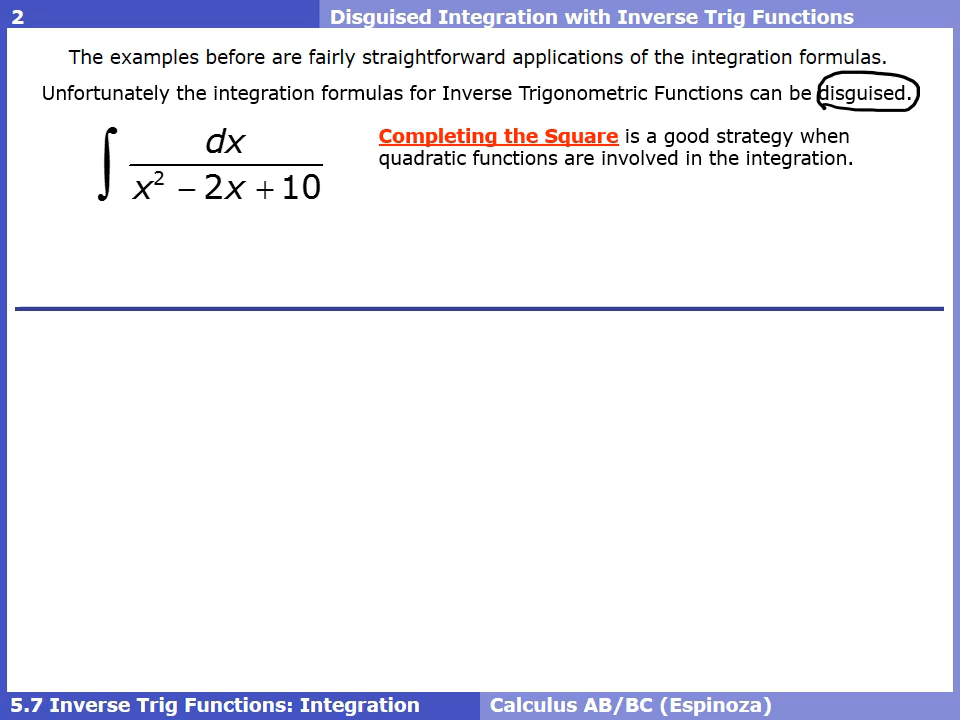 2
Disguised Integration with Inverse Trig Functions
The examples before are fairly straightforward applications of the integration formulas.
Unfortunately the integration formulas for Inverse Trigonometric Functions can be disguised.
∫ dx / (x² − 2x + 10)
Completing the Square is a good strategy when
quadratic functions are involved in the integration.
5.7 Inverse Trig Functions: Integration
Calculus AB/BC (Espinoza)